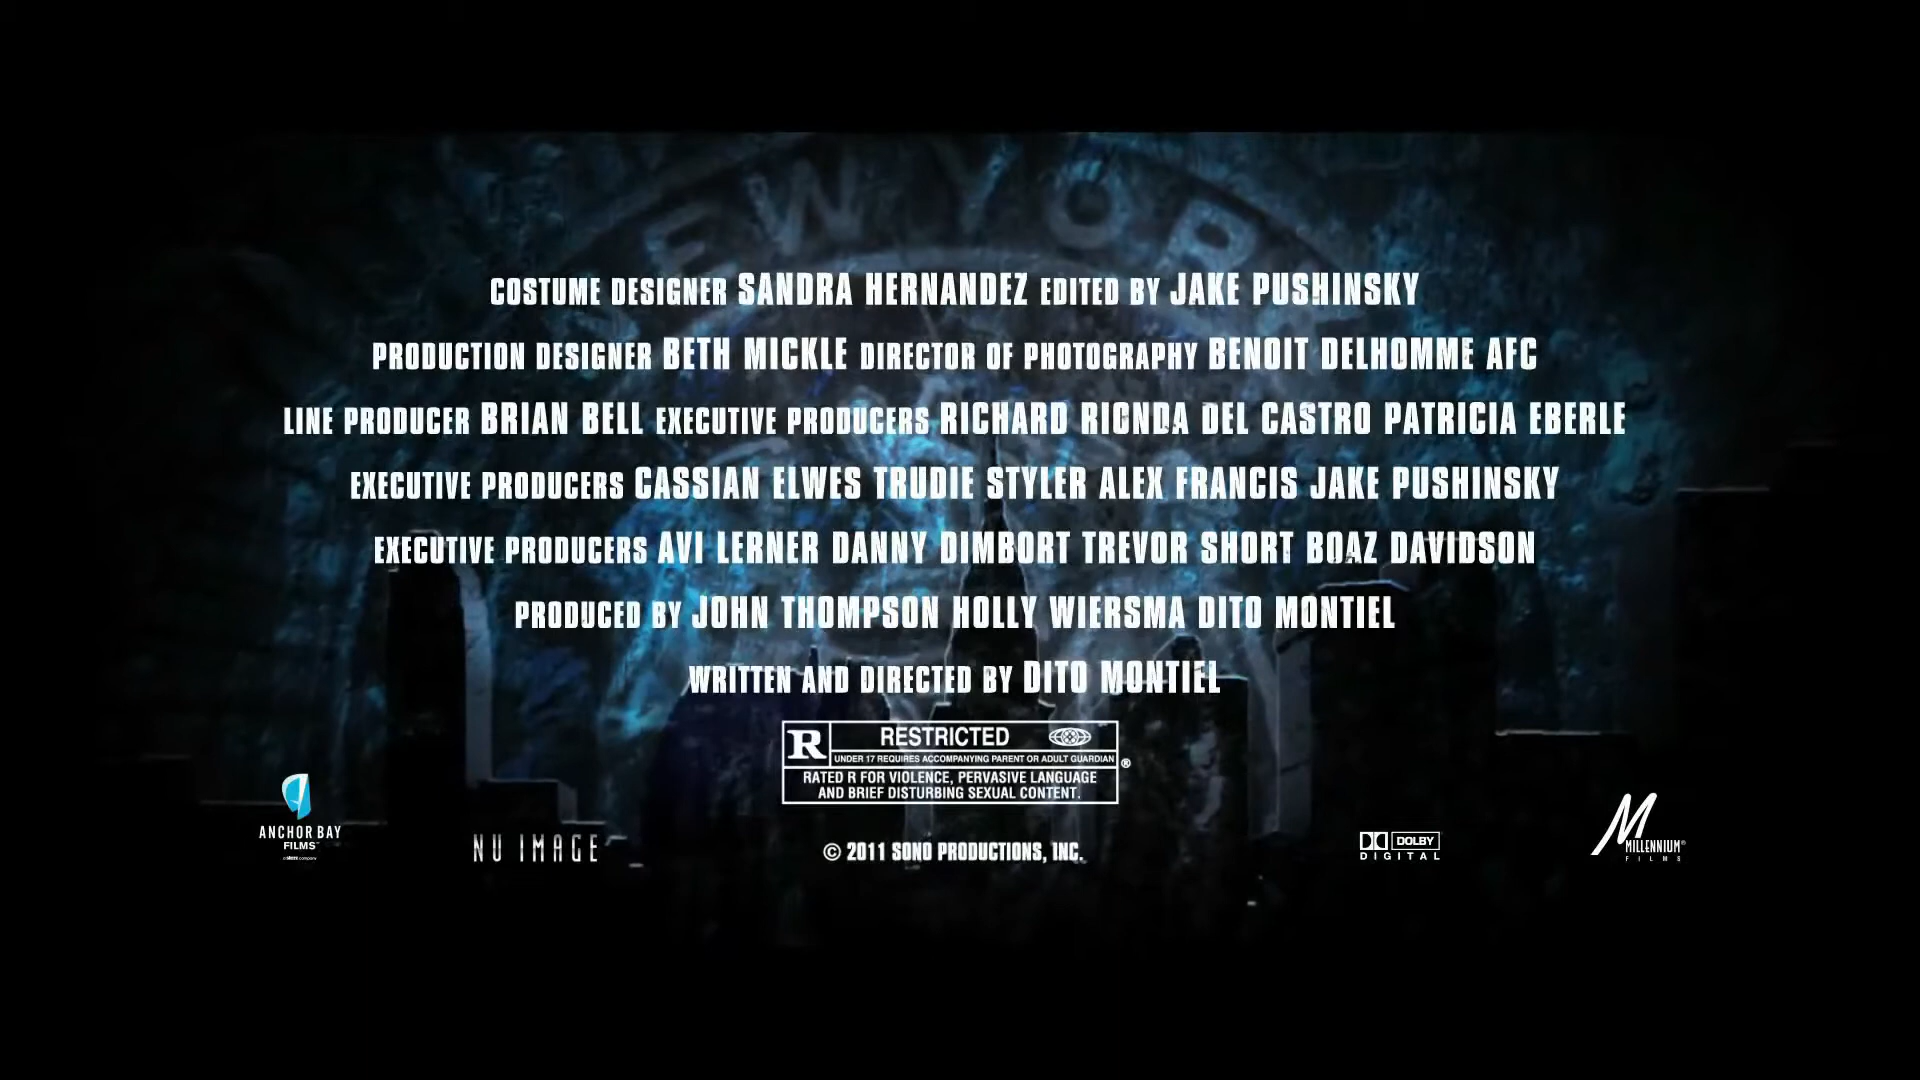 NEW YORK
COSTUME DESIGNER SANDRA HERNANDEZ EDITED BY JAKE PUSHINSKY
PRODUCTION DESIGNER BETH MICKLE DIRECTOR OF PHOTOGRAPHY BENOIT DELHOMME AFC
LINE PRODUCER BRIAN BELL EXECUTIVE PRODUCERS RICHARD RIONDA DEL CASTRO PATRICIA EBERLE
EXECUTIVE PRODUCERS CASSIAN ELWES TRUDIE STYLER ALEX FRANCIS JAKE PUSHINSKY
EXECUTIVE PRODUCERS AVI LERNER DANNY DIMBORT TREVOR SHORT BOAZ DAVIDSON
PRODUCED BY JOHN THOMPSON HOLLY WIERSMA DITO MONTIEL
WRITTEN AND DIRECTED BY DITO MONTIEL
R RESTRICTED
UNDER 17 REQUIRES ACCOMPANYING PARENT OR ADULT GUARDIAN
RATED R FOR VIOLENCE, PERVASIVE LANGUAGE
AND BRIEF DISTURBING SEXUAL CONTENT.
®
ANCHOR BAY
FILMS™
NU IMAGE
© 2011 SONO PRODUCTIONS, INC.
DOLBY
DIGITAL
M
MILLENNIUM®
FILMS